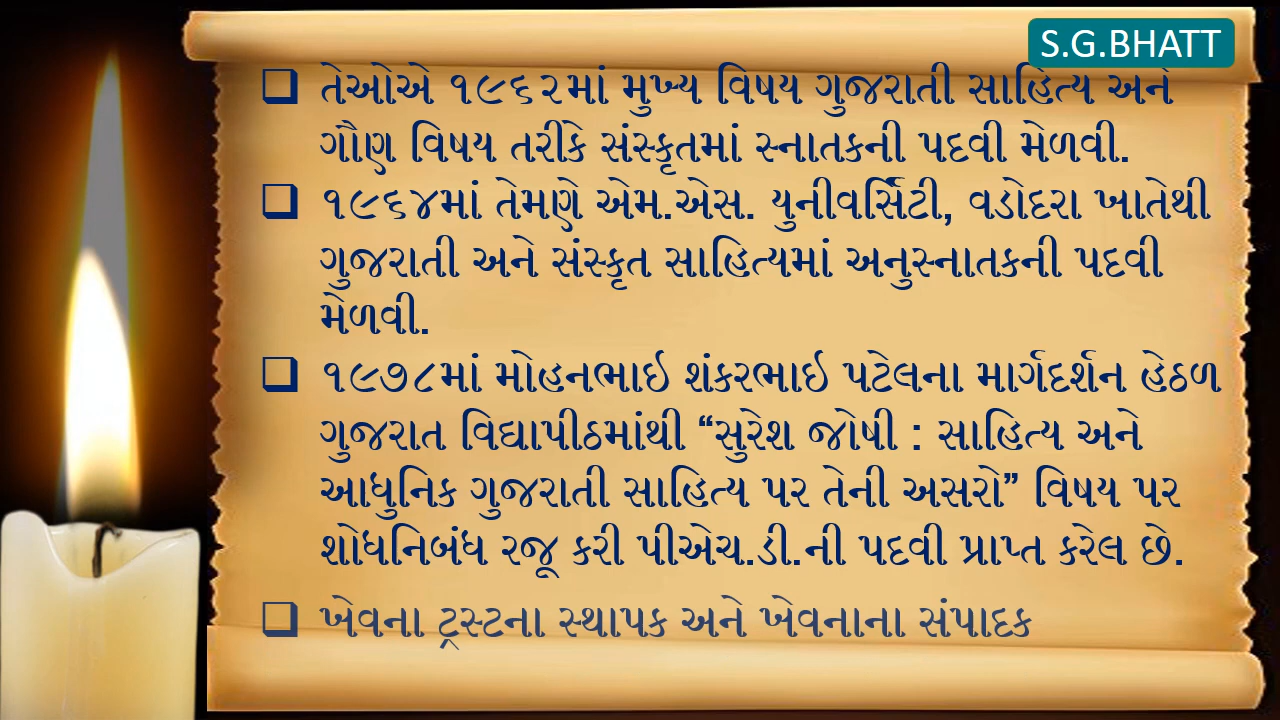 S.G.BHATT
❑ તેઓએ ૧૯૬૨માં મુખ્ય વિષય ગુજરાતી સાહિત્ય અને
ગૌણ વિષય તરીકે સંસ્કૃતમાં સ્નાતકની પદવી મેળવી.
❑ ૧૯૬૪માં તેમણે એમ.એસ. યુનીવર્સિટી, વડોદરા ખાતેથી
ગુજરાતી અને સંસ્કૃત સાહિત્યમાં અનુસ્નાતકની પદવી
મેળવી.
❑ ૧૯૭૮માં મોહનભાઈ શંકરભાઈ પટેલના માર્ગદર્શન હેઠળ
ગુજરાત વિદ્યાપીઠમાંથી “સુરેશ જોષી : સાહિત્ય અને
આધુનિક ગુજરાતી સાહિત્ય પર તેની અસરો” વિષય પર
શોધનિબંધ રજૂ કરી પીએચ.ડી.ની પદવી પ્રાપ્ત કરેલ છે.
❑ ખેવના ટ્રસ્ટના સ્થાપક અને ખેવનાના સંપાદક